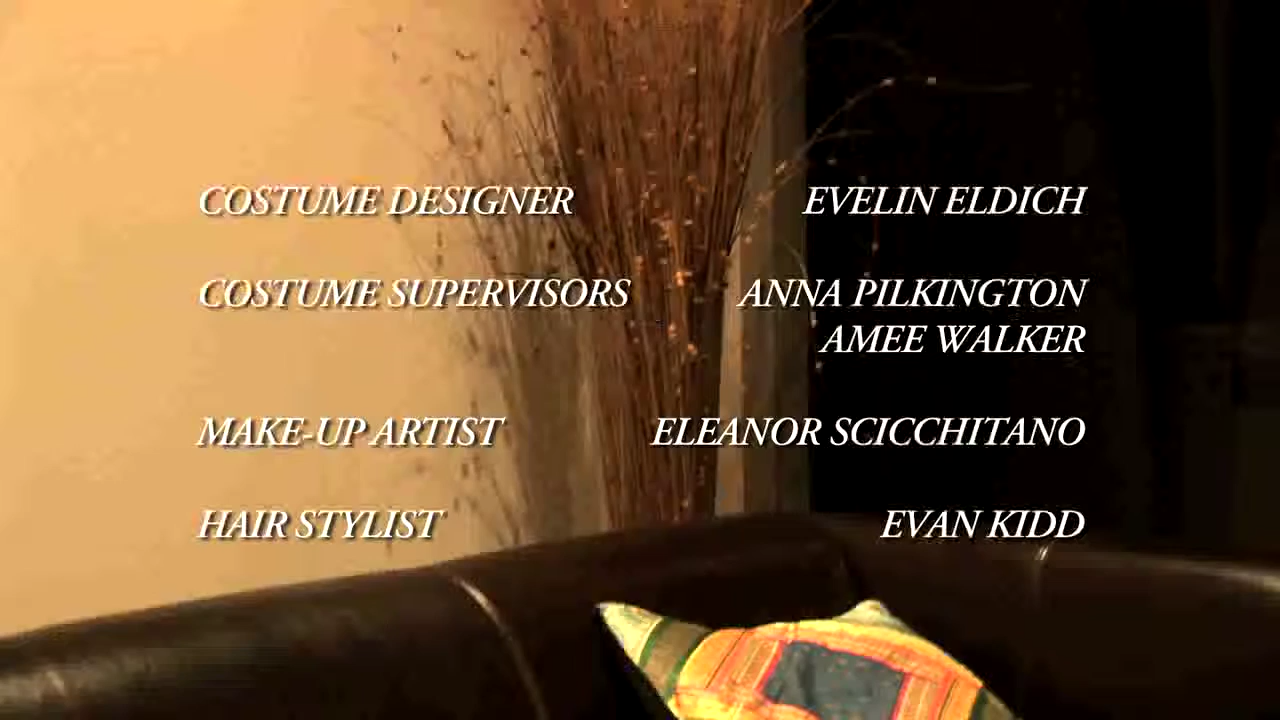 COSTUME DESIGNER EVELIN ELDICH
COSTUME SUPERVISORS ANNA PILKINGTON
AMEE WALKER
MAKE-UP ARTIST ELEANOR SCICCHITANO
HAIR STYLIST EVAN KIDD